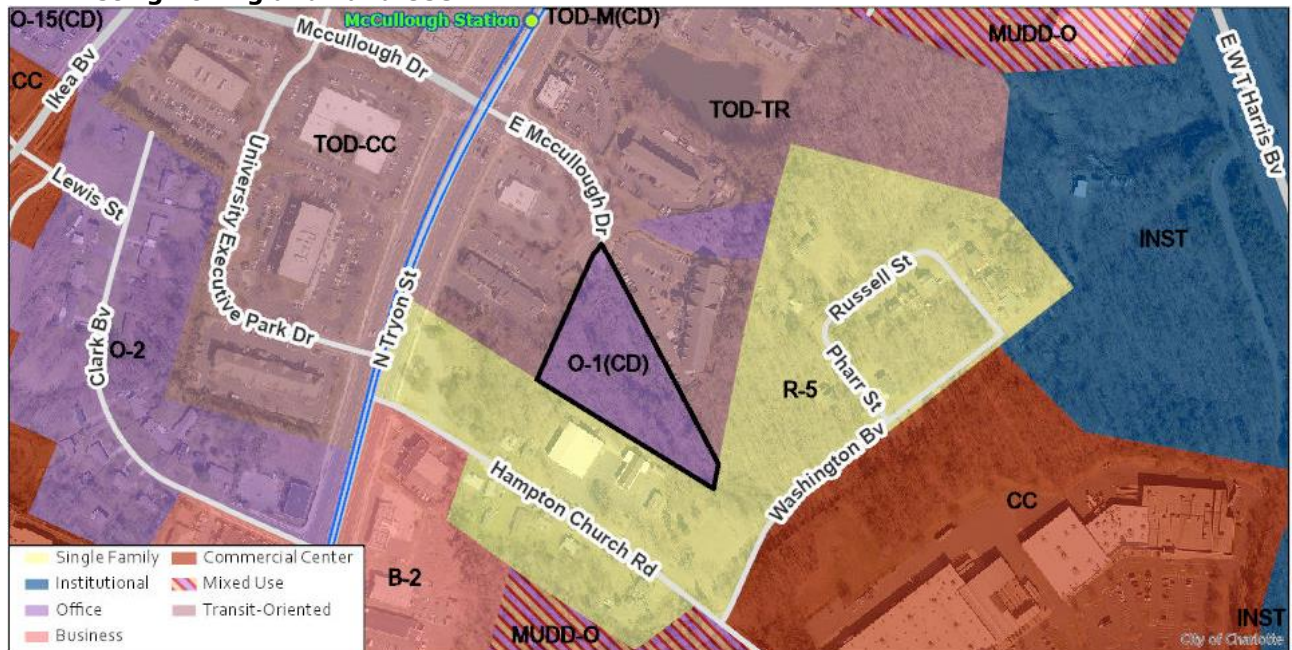 O-15(CD)
McCullough Station
TOD-M(CD)
MUDD-O
Mccullough Dr
E W T Harris Bv
CC
Ikea Bv
TOD-TR
TOD-CC
E Mccullough Dr
University Executive Park Dr
Lewis St
INST
Russell St
N Tryon St
Clark Bv
O-2
O-1(CD)
Pharr St
R-5
Washington Bv
Hampton Church Rd
CC
B-2
MUDD-O
INST
Single Family
Commercial Center
Institutional
Mixed Use
Office
Transit-Oriented
Business
City of Charlotte